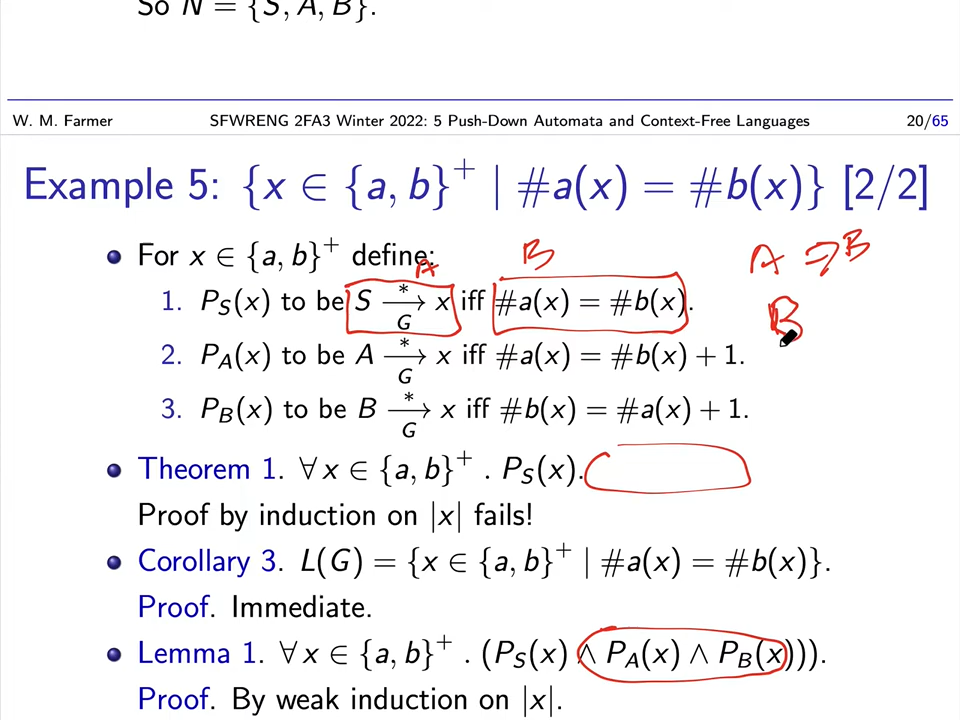 So N = {S, A, B}.
W. M. Farmer SFWRENG 2FA3 Winter 2022: 5 Push-Down Automata and Context-Free Languages 20/65
Example 5: {x ∈ {a, b}⁺ | #a(x) = #b(x)} [2/2]
For x ∈ {a, b}⁺ define:
A B A ⇒ B
1. P_S(x) to be S →*_G x iff #a(x) = #b(x).
B
2. P_A(x) to be A →*_G x iff #a(x) = #b(x) + 1.
3. P_B(x) to be B →*_G x iff #b(x) = #a(x) + 1.
Theorem 1. ∀ x ∈ {a, b}⁺ . P_S(x).
Proof by induction on |x| fails!
Corollary 3. L(G) = {x ∈ {a, b}⁺ | #a(x) = #b(x)}.
Proof. Immediate.
Lemma 1. ∀ x ∈ {a, b}⁺ . (P_S(x) ∧ P_A(x) ∧ P_B(x))).
Proof. By weak induction on |x|.